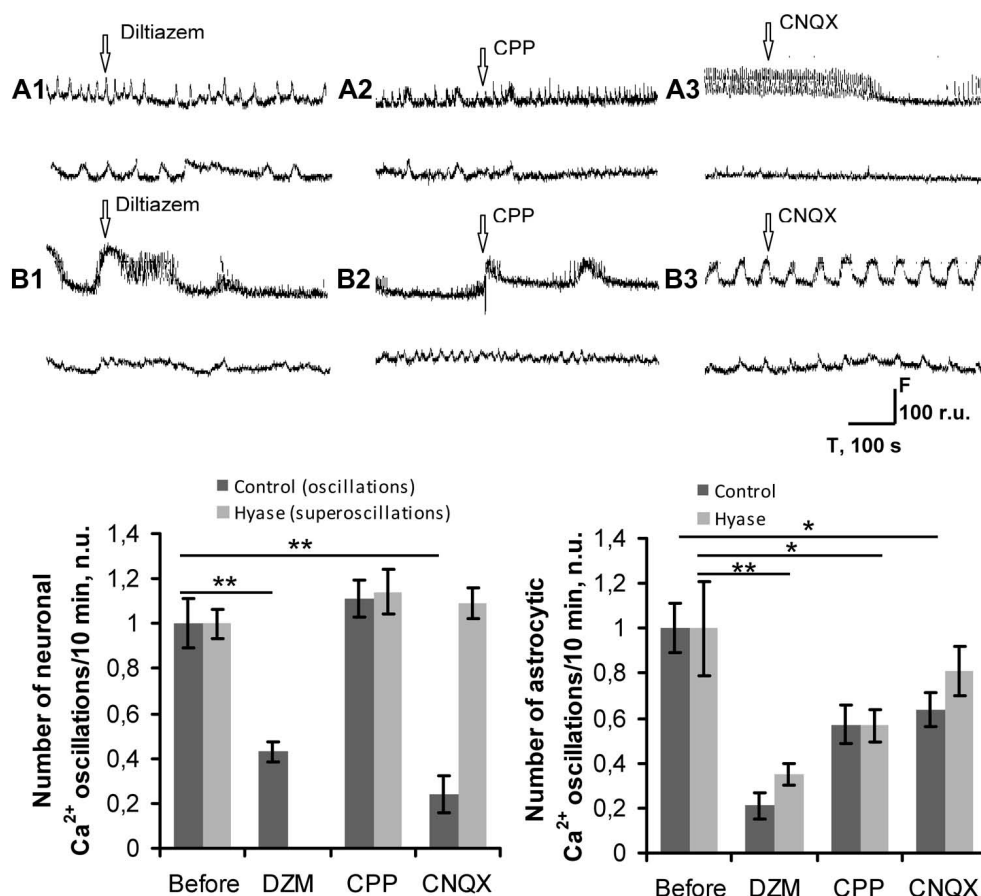 Diltiazem
CPP
CNQX
A1
A2
A3
Diltiazem
CPP
CNQX
B1
B2
B3
F
100 r.u.
T, 100 s
Control (oscillations)
Hyase (superoscillations)
Number of neuronal
Ca²⁺ oscillations/10 min, n.u.
1,4
1,2
1
0,8
0,6
0,4
0,2
0
**
**
Before
DZM
CPP
CNQX
Control
Hyase
Number of astrocytic
Ca²⁺ oscillations/10 min, n.u.
1,4
1,2
1
0,8
0,6
0,4
0,2
0
*
*
**
Before
DZM
CPP
CNQX